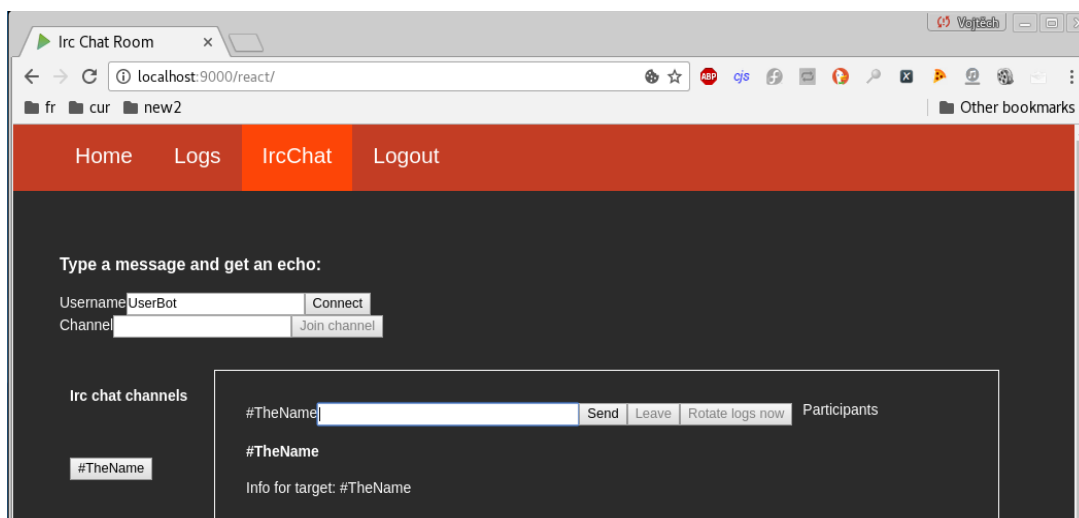 Vojtěch
Irc Chat Room
localhost:9000/react/
ABP cjs
fr cur new2 Other bookmarks
Home Logs IrcChat Logout
Type a message and get an echo:
Username UserBot Connect
Channel Join channel
Irc chat channels
#TheName Send Leave Rotate logs now Participants
#TheName
#TheName
Info for target: #TheName